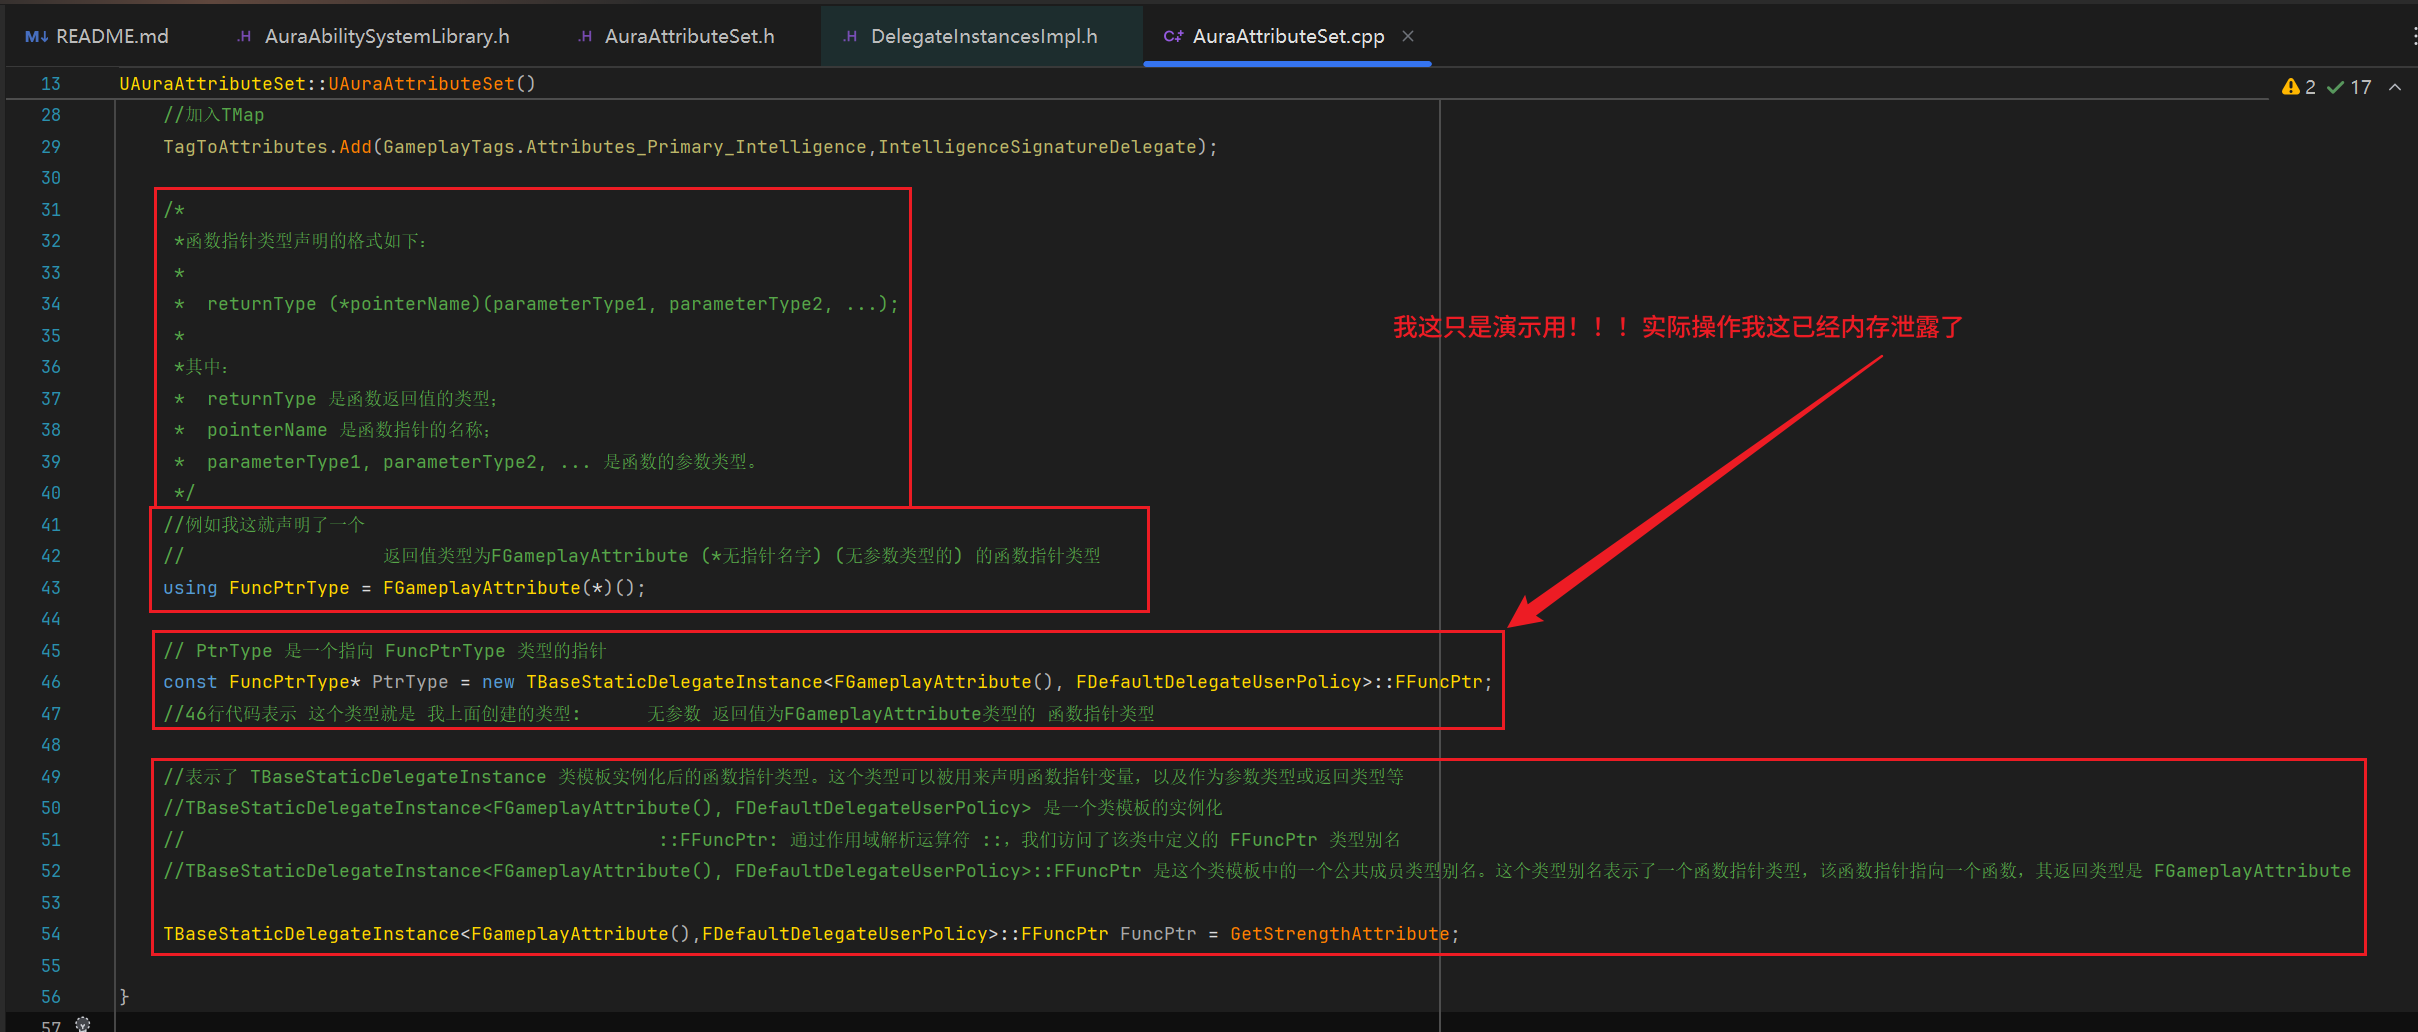 M↓ README.md .H AuraAbilitySystemLibrary.h .H AuraAttributeSet.h .H DelegateInstancesImpl.h C++ AuraAttributeSet.cpp ×
13 UAuraAttributeSet::UAuraAttributeSet() 2 17
28 //加入TMap
29 TagToAttributes.Add(GameplayTags.Attributes_Primary_Intelligence,IntelligenceSignatureDelegate);
30
31 /*
32 *函数指针类型声明的格式如下:
33 *
34 * returnType (*pointerName)(parameterType1, parameterType2, ...);
我这只是演示用！！！实际操作我这已经内存泄露了
35 *
36 *其中:
37 * returnType 是函数返回值的类型;
38 * pointerName 是函数指针的名称;
39 * parameterType1, parameterType2, ... 是函数的参数类型。
40 */
41 //例如我这就声明了一个
42 // 返回值类型为FGameplayAttribute (*无指针名字) (无参数类型的) 的函数指针类型
43 using FuncPtrType = FGameplayAttribute(*)();
44
45 // PtrType 是一个指向 FuncPtrType 类型的指针
46 const FuncPtrType* PtrType = new TBaseStaticDelegateInstance<FGameplayAttribute(), FDefaultDelegateUserPolicy>::FFuncPtr;
47 //46行代码表示 这个类型就是 我上面创建的类型: 无参数 返回值为FGameplayAttribute类型的 函数指针类型
48
49 //表示了 TBaseStaticDelegateInstance 类模板实例化后的函数指针类型。这个类型可以被用来声明函数指针变量，以及作为参数类型或返回类型等
50 //TBaseStaticDelegateInstance<FGameplayAttribute(), FDefaultDelegateUserPolicy> 是一个类模板的实例化
51 // ::FFuncPtr: 通过作用域解析运算符 ::，我们访问了该类中定义的 FFuncPtr 类型别名
52 //TBaseStaticDelegateInstance<FGameplayAttribute(), FDefaultDelegateUserPolicy>::FFuncPtr 是这个类模板中的一个公共成员类型别名。这个类型别名表示了一个函数指针类型，该函数指针指向一个函数，其返回类型是 FGameplayAttribute
53
54 TBaseStaticDelegateInstance<FGameplayAttribute(),FDefaultDelegateUserPolicy>::FFuncPtr FuncPtr = GetStrengthAttribute;
55
56 }
57